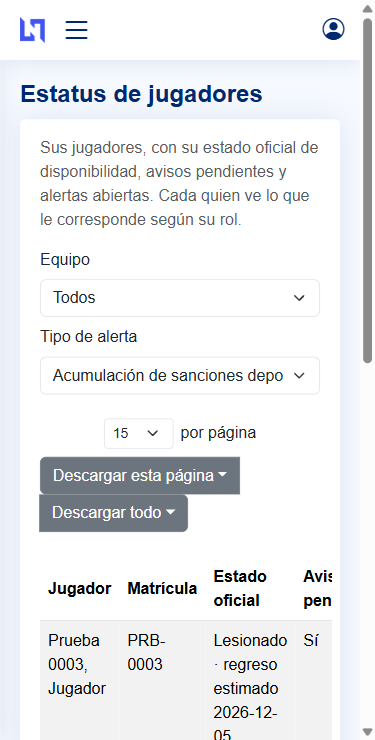 Estatus de jugadores
Sus jugadores, con su estado oficial de
disponibilidad, avisos pendientes y
alertas abiertas. Cada quien ve lo que
le corresponde según su rol.
Equipo
Todos
Tipo de alerta
Acumulación de sanciones depo
15 por página
Descargar esta página
Descargar todo
Jugador Matrícula Estado oficial
Prueba 0003, Jugador
PRB-0003
Lesionado · regreso estimado 2026-12-05
Sí